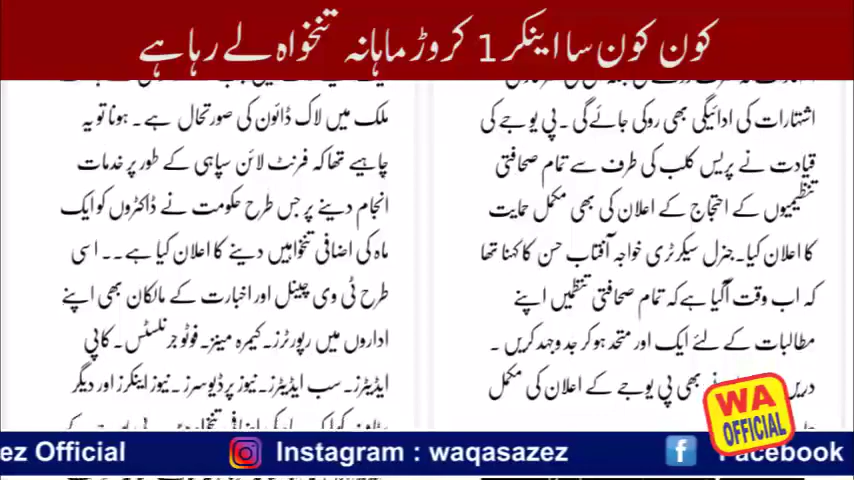 کون کون سا اینکر 1 کروڑ ماہانہ تنخواہ لے رہا ہے
اشتہارات کی ادائیگی بھی روکی جائے گی ۔ پی یو جے کی
قیادت نے پریس کلب کی طرف سے تمام صحافتی
تنظیموں کے احتجاج کے اعلان کی بھی مکمل حمایت
کا اعلان کیا۔ جنرل سیکرٹری خواجہ آفتاب حسن کا کہنا تھا
کہ اب وقت آگیا ہے کہ تمام صحافتی تنظیمیں اپنے
مطالبات کے لئے ایک اور متحد ہو کر جدوجہد کریں ۔
نے بھی پی یو جے کے اعلان کی مکمل
ملک میں لاک ڈائون کی صورتحال ہے۔ ہونا تو یہ
چاہیے تھا کہ فرنٹ لائن سپاہی کے طور پر خدمات
انجام دینے پر جس طرح حکومت نے ڈاکٹروں کو ایک
ماہ کی اضافی تنخواہیں دینے کا اعلان کیا ہے۔۔ اسی
طرح ٹی وی چینل اور اخبارت کے مالکان بھی اپنے
اداروں میں رپورٹرز۔ کیمرہ مینز۔ فوٹو جرنلسٹس۔ کاپی
ایڈیٹرز۔ سب ایڈیٹرز۔ نیوز پرڈیوسرز۔ نیوز اینکرز اور دیگر
WA
OFFICIAL
ez Official Instagram : waqasazez Facebook